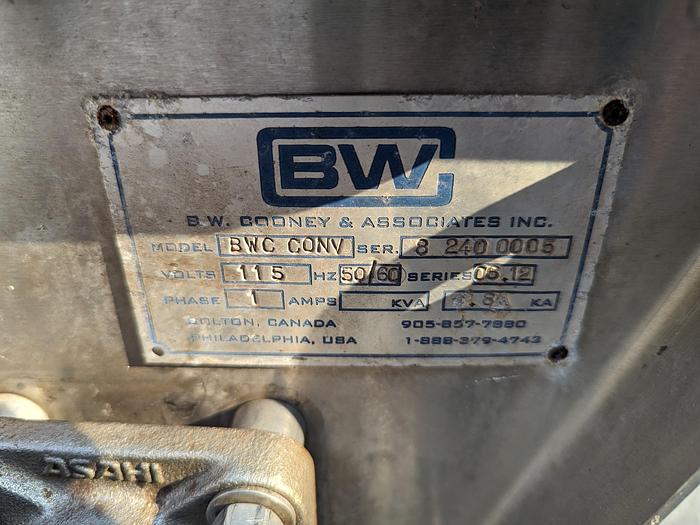 BW
B.W. COONEY & ASSOCIATES INC.
MODEL BWC CONV SER. 8 240 0005
VOLTS 115 HZ 50/60 SERIES 06.12
PHASE 1 AMPS KVA .8A KA
BOLTON, CANADA 905-857-7880
PHILADELPHIA, USA 1-888-279-4743
ASAHI